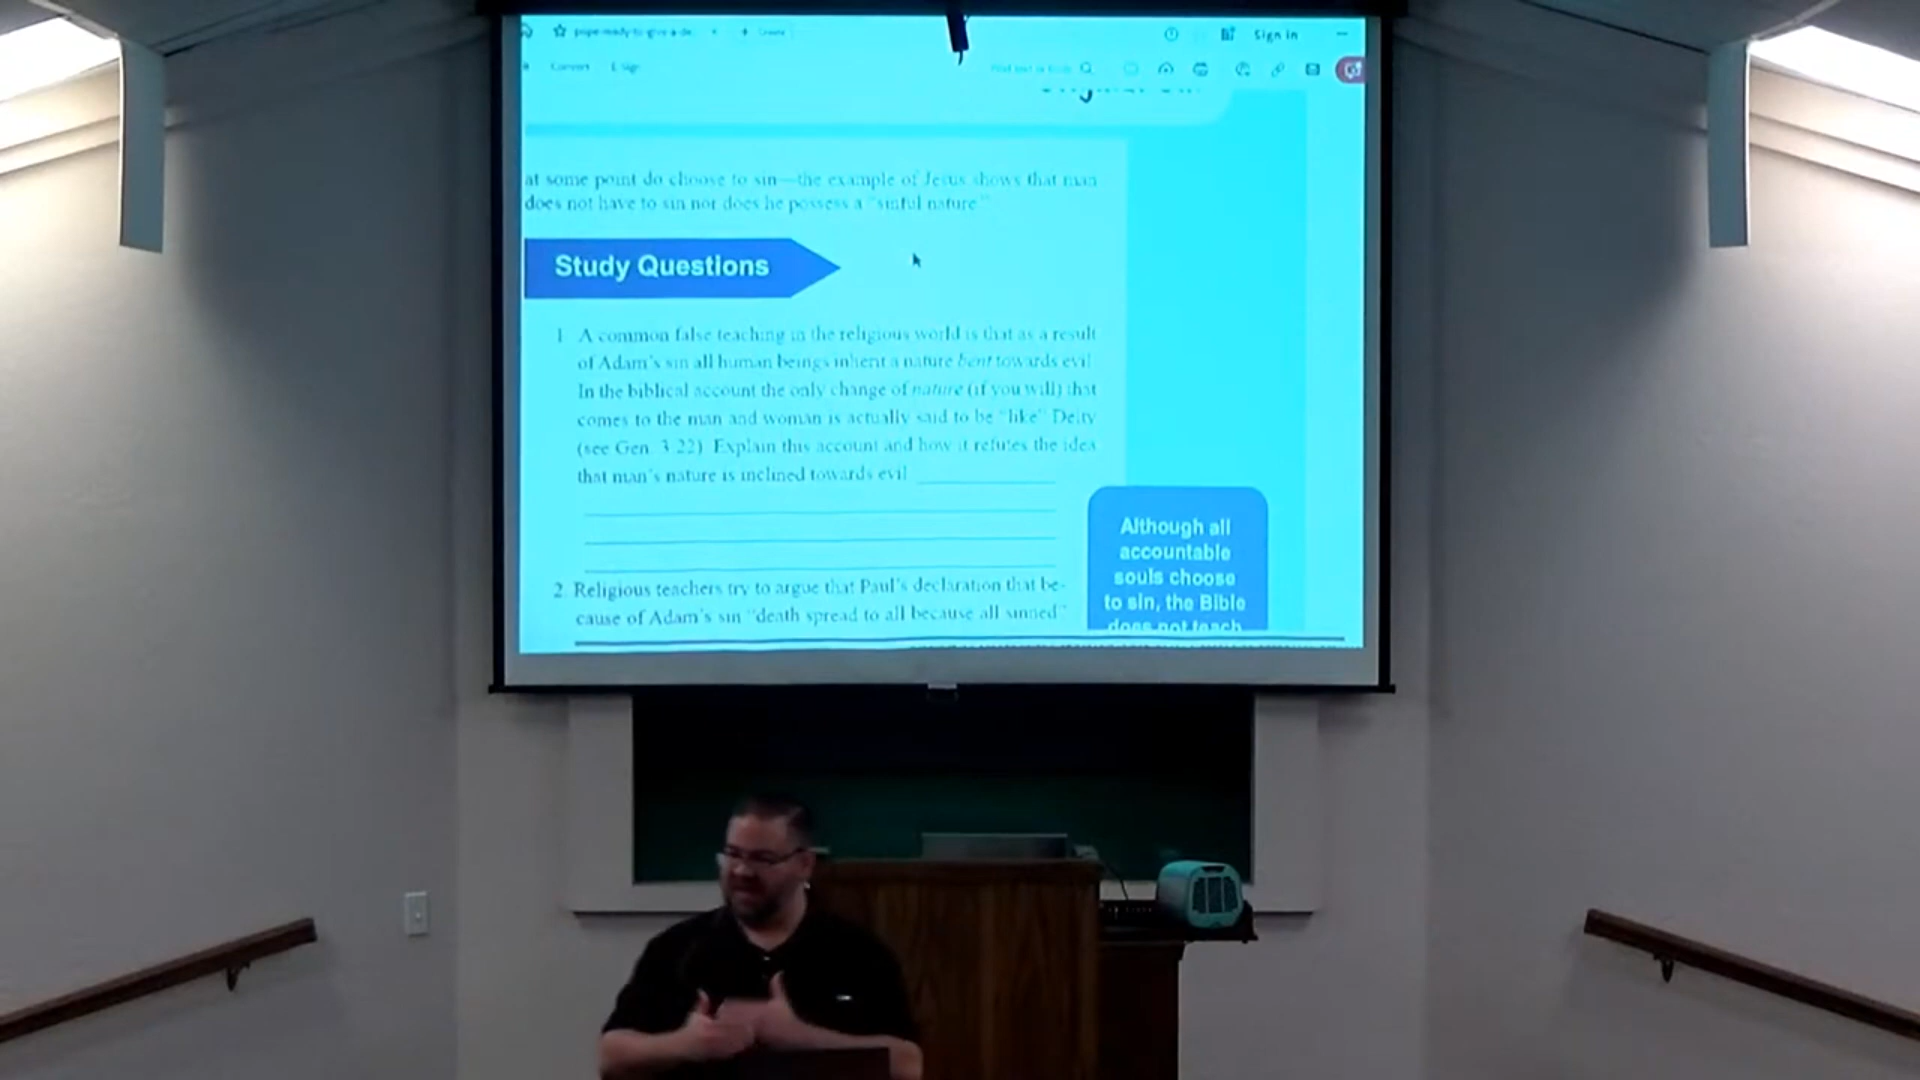 Sign in
Convert
E-Sign
at some point do choose to sin—the example of Jesus shows that man
does not have to sin nor does he possess a "sinful nature."
Study Questions
1. A common false teaching in the religious world is that as a result
of Adam's sin all human beings inherit a nature bent towards evil.
In the biblical account the only change of nature (if you will) that
comes to the man and woman is actually said to be "like" Deity
(see Gen. 3:22). Explain this account and how it refutes the idea
that man's nature is inclined towards evil.
2. Religious teachers try to argue that Paul's declaration that be-
cause of Adam's sin "death spread to all because all sinned"
Although all
accountable
souls choose
to sin, the Bible
does not teach